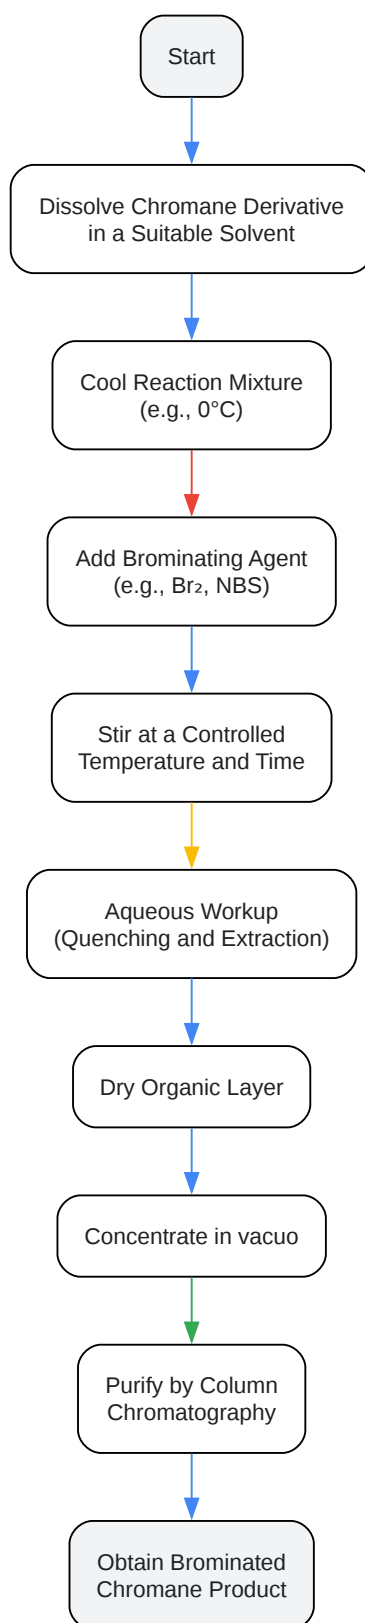 Start
Dissolve Chromane Derivative
in a Suitable Solvent
Cool Reaction Mixture
(e.g., 0°C)
Add Brominating Agent
(e.g., Br₂, NBS)
Stir at a Controlled
Temperature and Time
Aqueous Workup
(Quenching and Extraction)
Dry Organic Layer
Concentrate in vacuo
Purify by Column
Chromatography
Obtain Brominated
Chromane Product